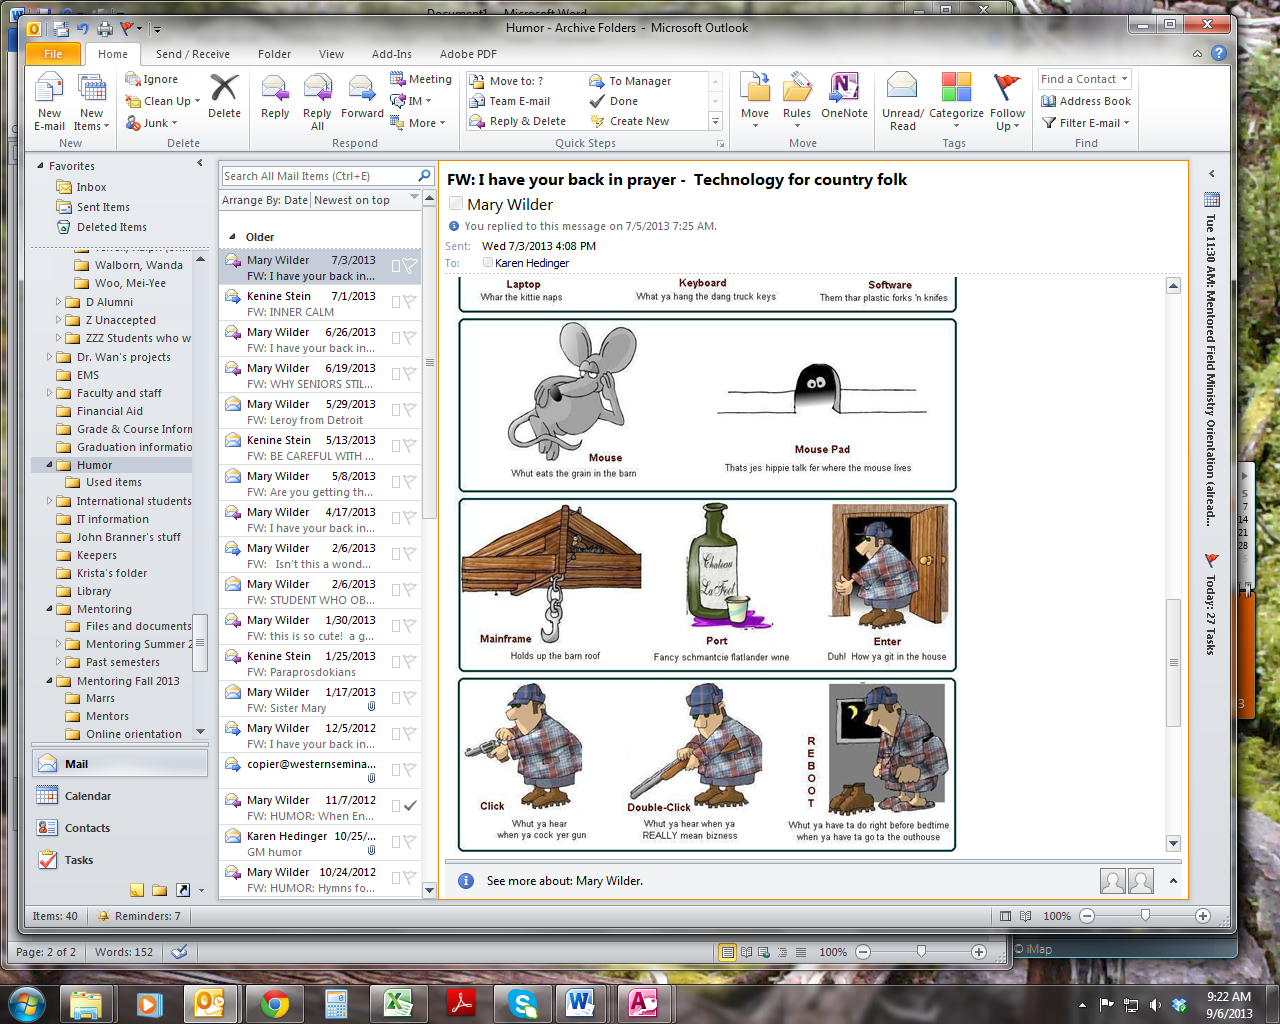 Document1 - Microsoft Word
Humor - Archive Folders - Microsoft Outlook
File Home Send / Receive Folder View Add-Ins Adobe PDF
New E-mail
New Items
New
Ignore
Clean Up
Junk
Delete
Delete
Reply
Reply All
Forward
Meeting
IM
More
Respond
Move to: ?
Team E-mail
Reply & Delete
To Manager
Done
Create New
Quick Steps
Move
Rules
OneNote
Move
Unread/ Read
Categorize
Follow Up
Tags
Find a Contact
Address Book
Filter E-mail
Find
Favorites
Inbox
Sent Items
Deleted Items
Walborn, Wanda
Woo, Mei-Yee
D Alumni
Z Unaccepted
ZZZ Students who w
Dr. Wan's projects
EMS
Faculty and staff
Financial Aid
Grade & Course Inforn
Graduation informatio
Humor
Used items
International students
IT information
John Branner's stuff
Keepers
Krista's folder
Library
Mentoring
Files and documents
Mentoring Summer 2
Past semesters
Mentoring Fall 2013
Marrs
Mentors
Online orientation
Mail
Calendar
Contacts
Tasks
Search All Mail Items (Ctrl+E)
Arrange By: Date Newest on top
Older
Mary Wilder 7/3/2013
FW: I have your back in...
Kenine Stein 7/1/2013
FW: INNER CALM
Mary Wilder 6/26/2013
FW: I have your back in...
Mary Wilder 6/19/2013
FW: WHY SENIORS STIL...
Mary Wilder 5/29/2013
FW: Leroy from Detroit
Kenine Stein 5/13/2013
FW: BE CAREFUL WITH ...
Mary Wilder 5/8/2013
FW: Are you getting th...
Mary Wilder 4/17/2013
FW: I have your back in...
Mary Wilder 2/6/2013
FW: Isn't this a wond...
Mary Wilder 2/6/2013
FW: STUDENT WHO OB...
Mary Wilder 1/30/2013
FW: this is so cute! a g...
Kenine Stein 1/25/2013
FW: Paraprosdokians
Mary Wilder 1/17/2013
FW: Sister Mary
Mary Wilder 12/5/2012
FW: I have your back in...
copier@westernsemina...
Mary Wilder 11/7/2012
FW: HUMOR: When En...
Karen Hedinger 10/25/...
GM humor
Mary Wilder 10/24/2012
FW: HUMOR: Hymns fo...
FW: I have your back in prayer - Technology for country folk
Mary Wilder
You replied to this message on 7/5/2013 7:25 AM.
Sent: Wed 7/3/2013 4:08 PM
To: Karen Hedinger
Laptop
Whar the kittie naps
Keyboard
What ya hang the dang truck keys
Software
Them thar plastic forks 'n knifes
Mouse
Whut eats the grain in the barn
Mouse Pad
Thats jes hippie talk fer where the mouse lives
Mainframe
Holds up the barn roof
Chateau
LaFeet
Port
Fancy schmantcie flatlander wne
Enter
Duh! How ya git in the house
Click
Whut ya hear
when ya cock yer gun
Double-Click
Whut ya hear when ya
REALLY mean bizness
REBOOT
Whut ya have ta do right before bedtime
when ya have ta go ta the outhouse
See more about: Mary Wilder.
Tue 11:30 AM: Mentored Field Ministry Orientation (alread...
Today: 27 Tasks
S
7
14
21
28
3
Items: 40 Reminders: 7 100%
Page: 2 of 2 Words: 152 100%
© iMap
9:22 AM
9/6/2013